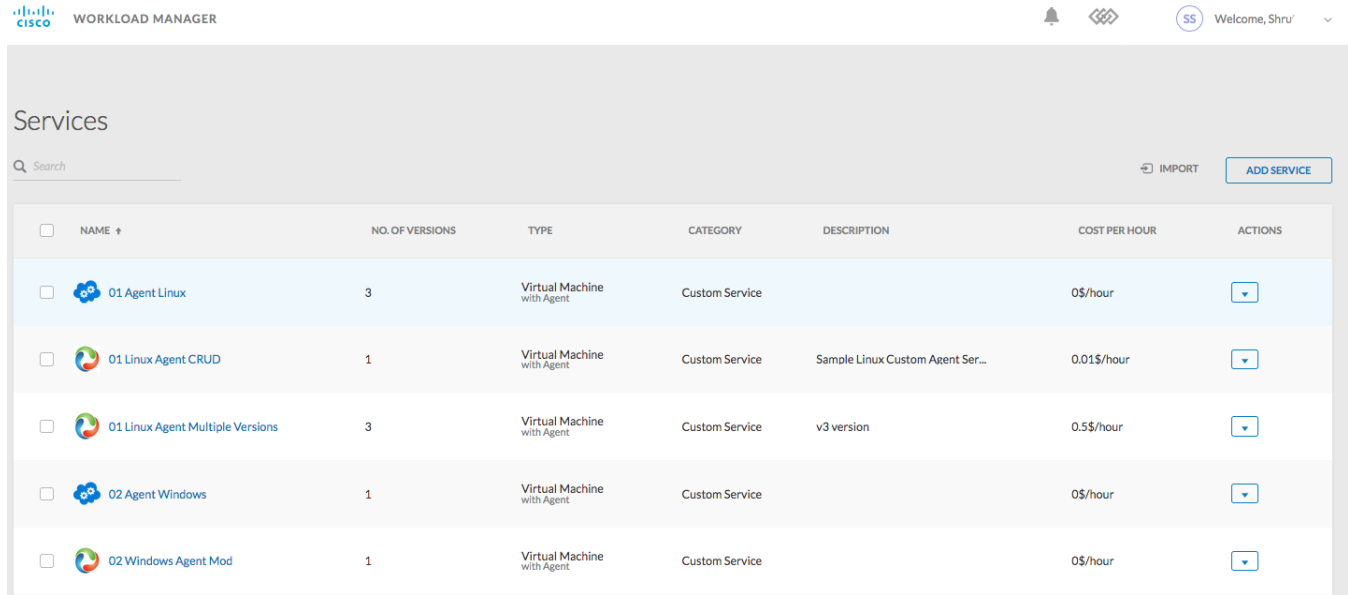 CISCO WORKLOAD MANAGER SS Welcome, Shru
Services
Search
IMPORT ADD SERVICE
NAME NO. OF VERSIONS TYPE CATEGORY DESCRIPTION COST PER HOUR ACTIONS
01 Agent Linux 3 Virtual Machine Custom Service 0$/hour
with Agent
01 Linux Agent CRUD 1 Virtual Machine Custom Service Sample Linux Custom Agent Ser... 0.01$/hour
with Agent
01 Linux Agent Multiple Versions 3 Virtual Machine Custom Service v3 version 0.5$/hour
with Agent
02 Agent Windows 1 Virtual Machine Custom Service 0$/hour
with Agent
02 Windows Agent Mod 1 Virtual Machine Custom Service 0$/hour
with Agent